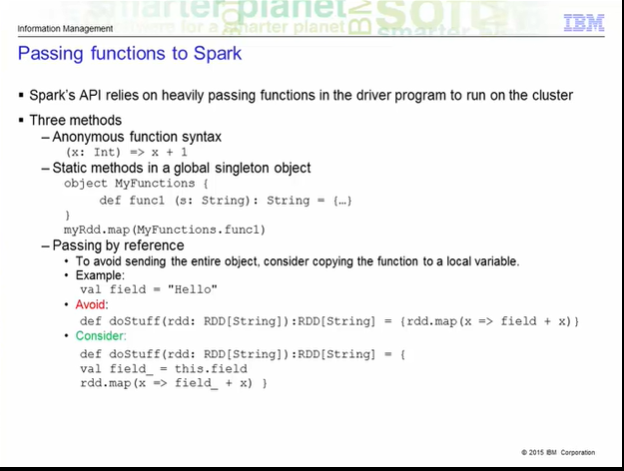 Information Management
IBM
Passing functions to Spark
▪ Spark's API relies on heavily passing functions in the driver program to run on the cluster
▪ Three methods
– Anonymous function syntax
(x: Int) => x + 1
– Static methods in a global singleton object
object MyFunctions {
def func1 (s: String): String = {…}
}
myRdd.map(MyFunctions.func1)
– Passing by reference
• To avoid sending the entire object, consider copying the function to a local variable.
• Example:
val field = "Hello"
• Avoid:
def doStuff(rdd: RDD[String]):RDD[String] = {rdd.map(x => field + x)}
• Consider:
def doStuff(rdd: RDD[String]):RDD[String] = {
val field_ = this.field
rdd.map(x => field_ + x) }
© 2015 IBM Corporation